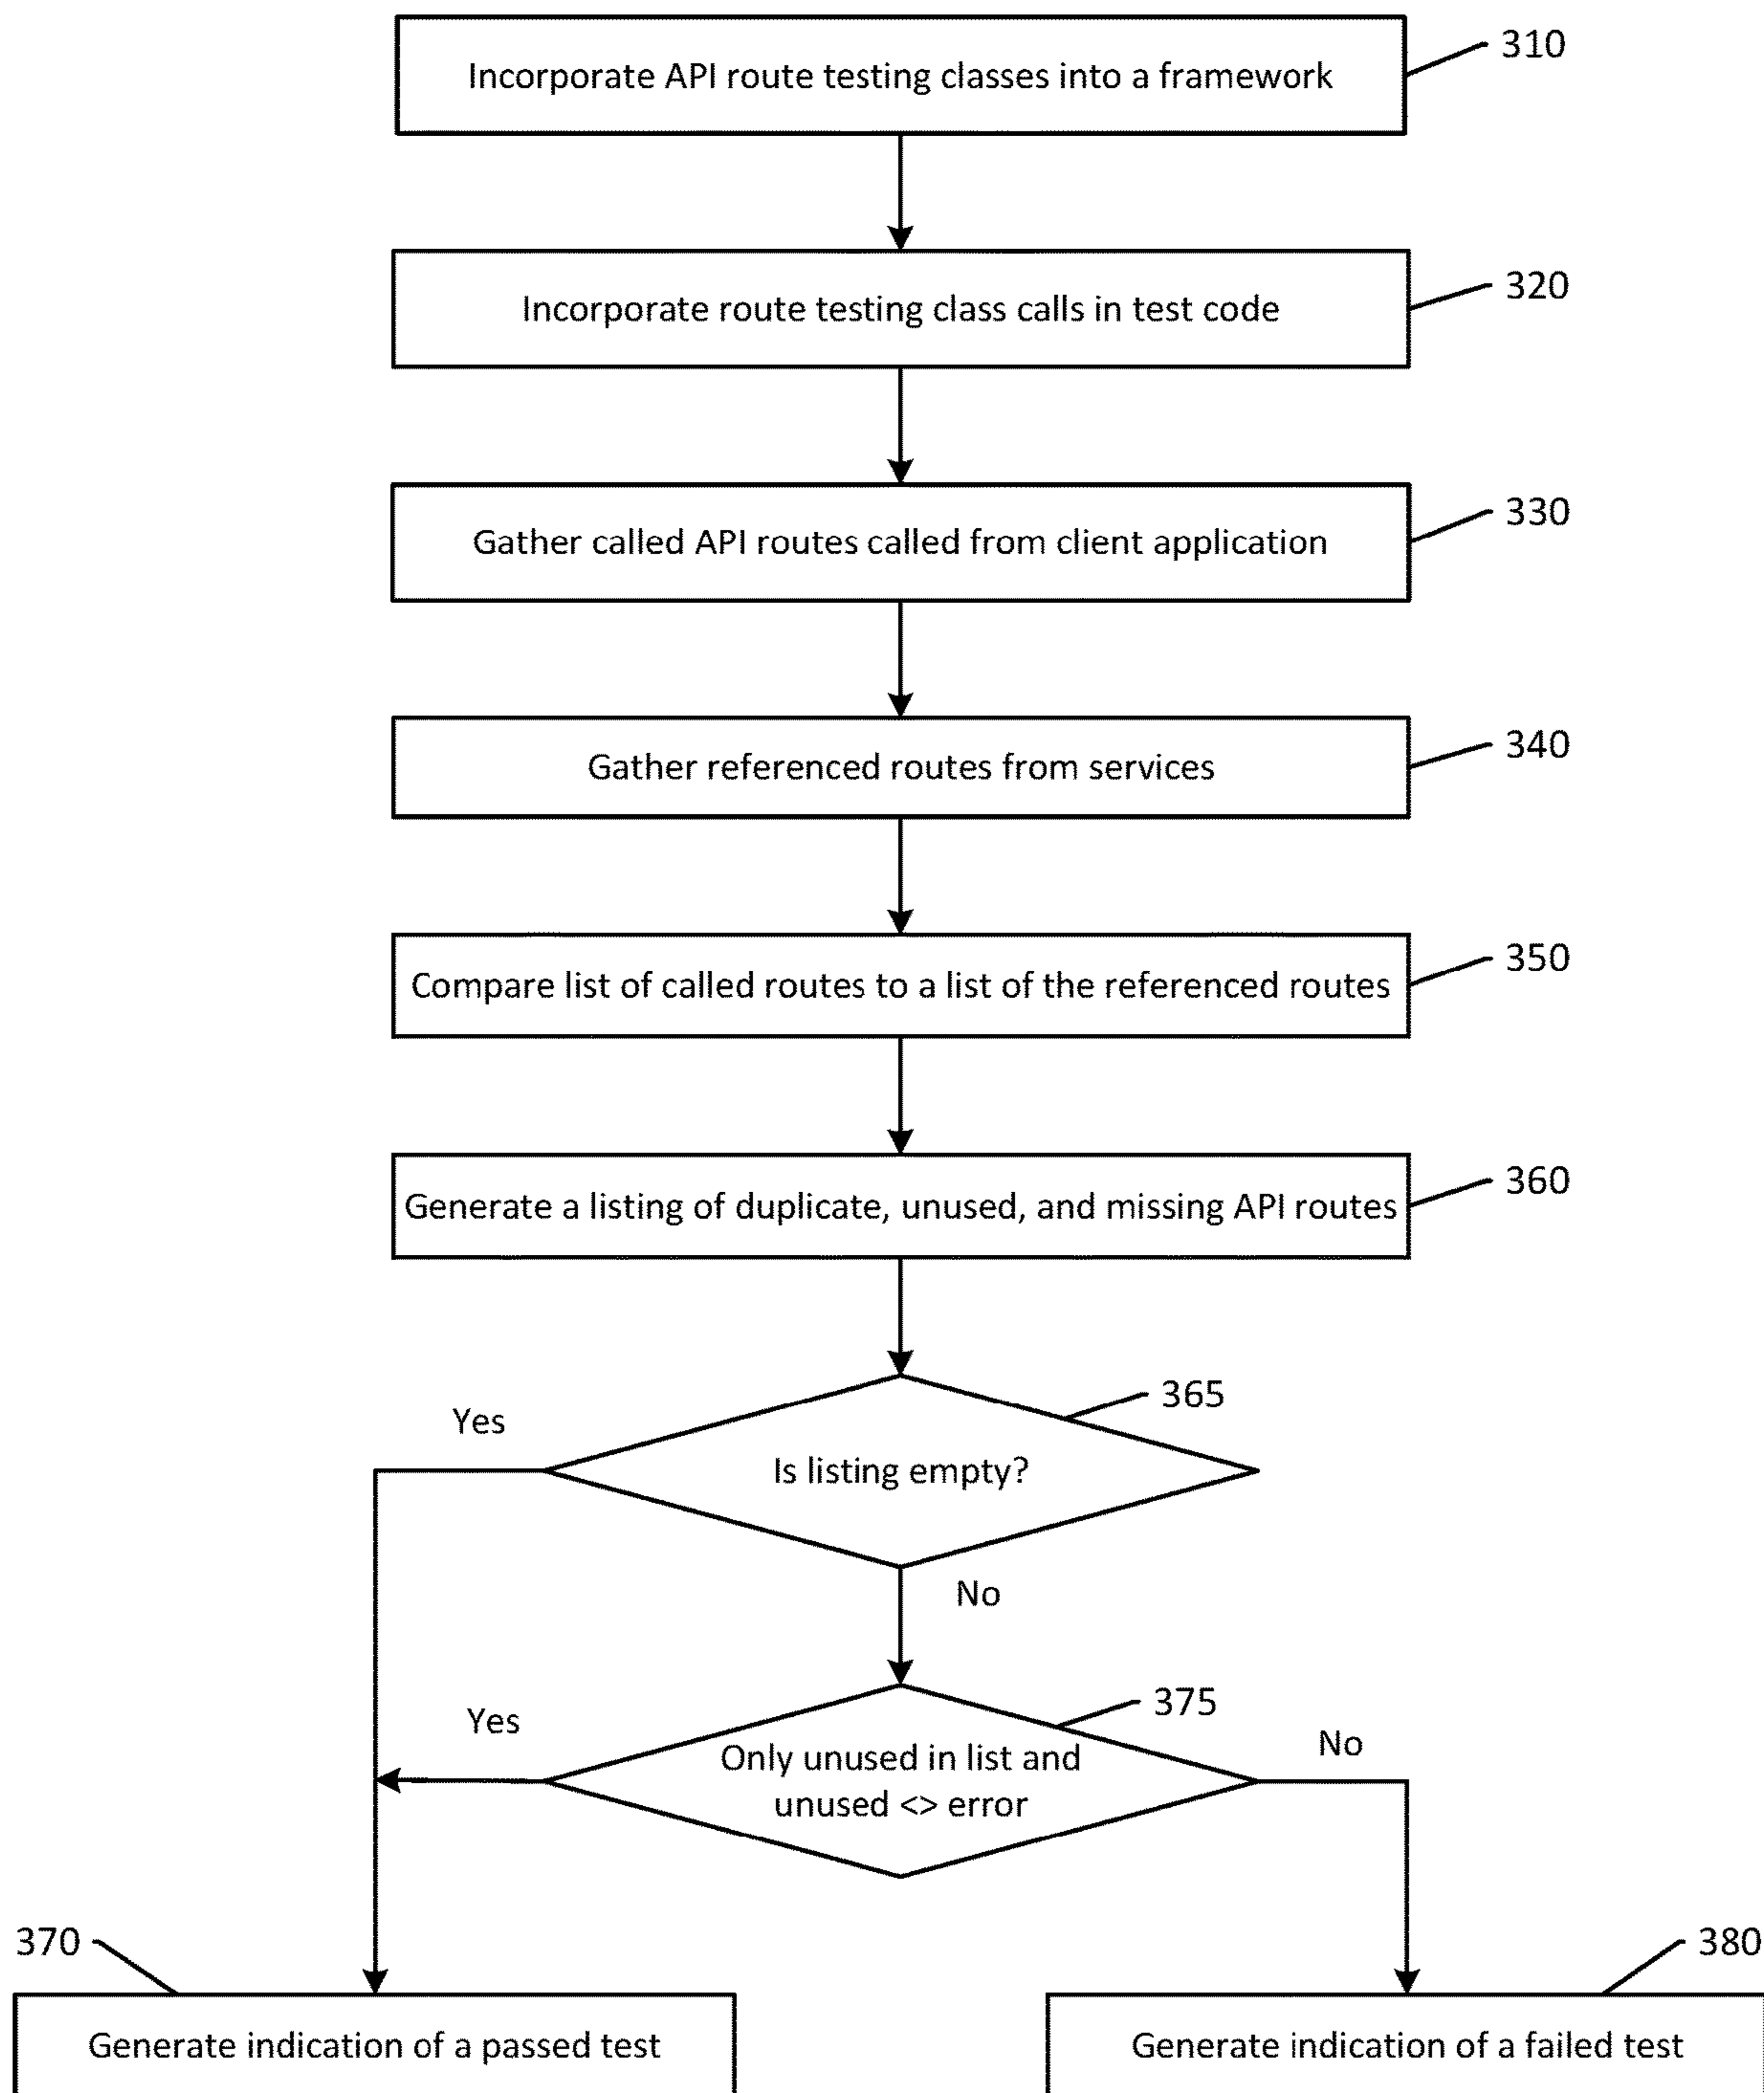 Incorporate API route testing classes into a framework
310
Incorporate route testing class calls in test code
320
Gather called API routes called from client application
330
Gather referenced routes from services
340
Compare list of called routes to a list of the referenced routes
350
Generate a listing of duplicate, unused, and missing API routes
360
365
Yes
Is listing empty?
No
375
Yes
No
Only unused in list and
unused <> error
370
380
Generate indication of a passed test
Generate indication of a failed test